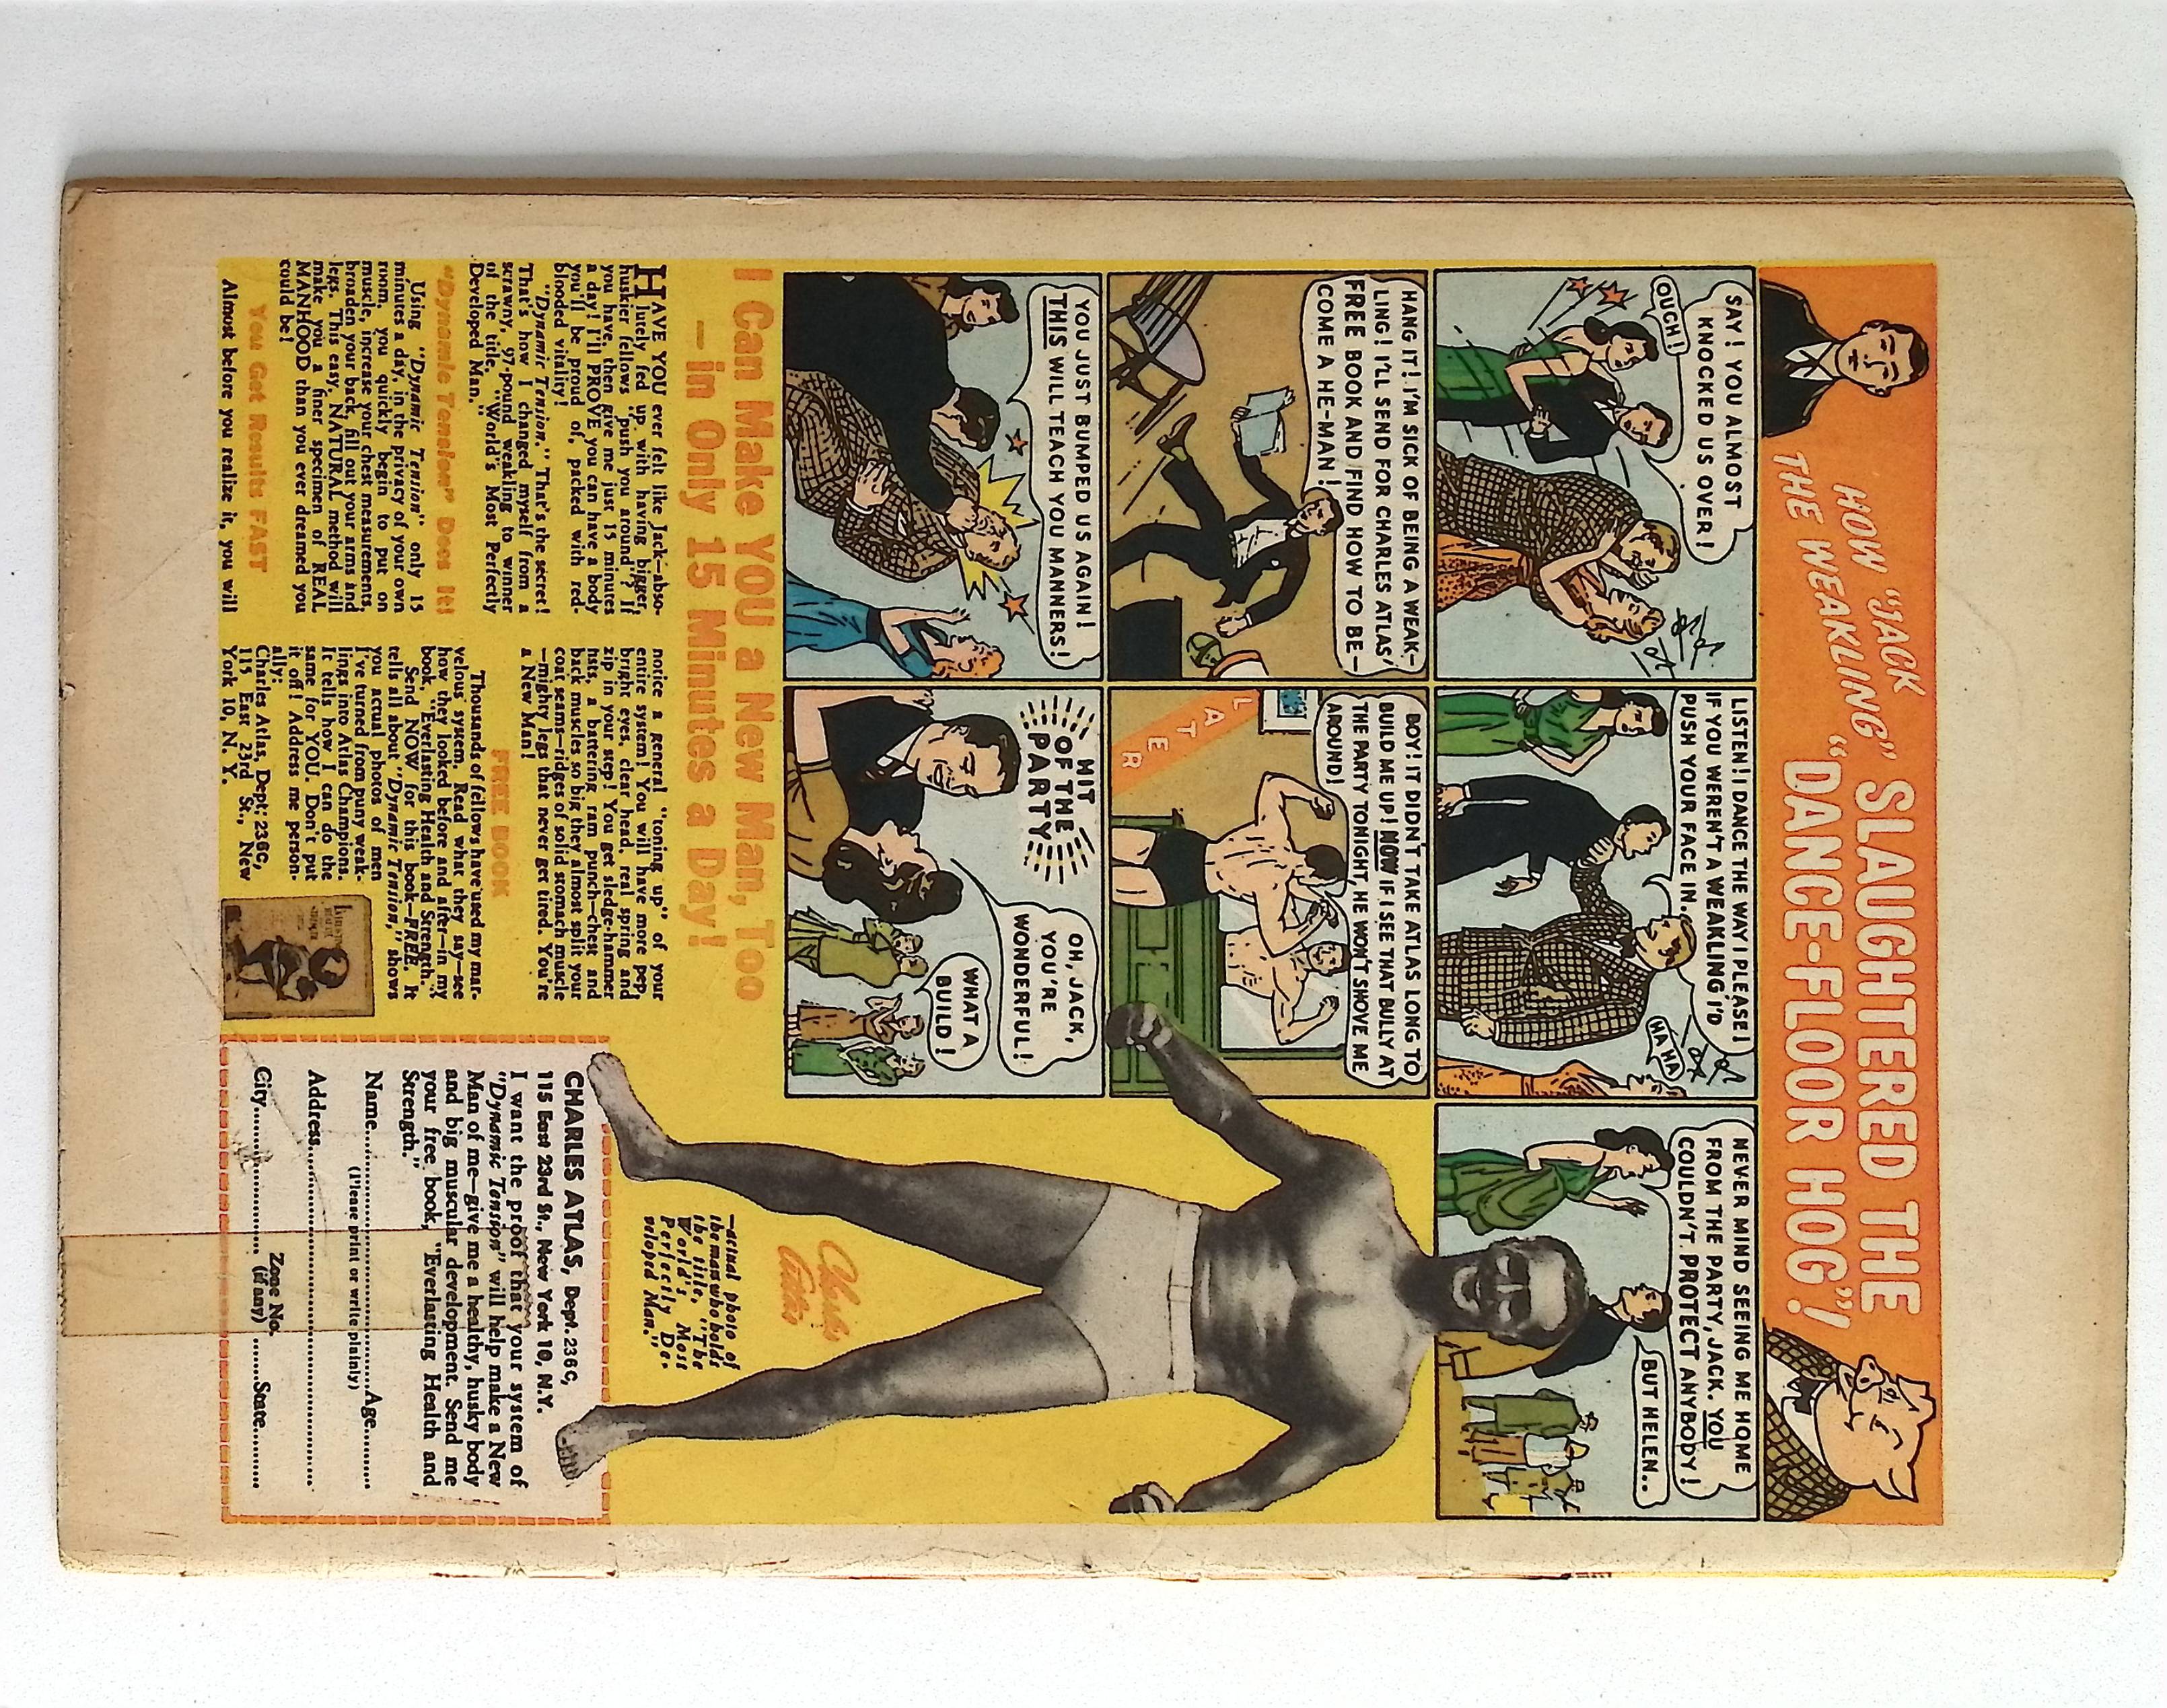 HOW "JACK
THE WEAKLING"
SLAUGHTERED THE
"DANCE-FLOOR HOG"!
SAY! YOU ALMOST
KNOCKED US OVER!
OUCH!
LISTEN! I DANCE THE WAY I PLEASE!
IF YOU WEREN'T A WEAKLING I'D
PUSH YOUR FACE IN.
HA HA
NEVER MIND SEEING ME HOME
FROM THE PARTY, JACK. YOU
COULDN'T PROTECT ANYBODY!
BUT HELEN..
HANG IT! I'M SICK OF BEING A WEAK-
LING! I'LL SEND FOR CHARLES ATLAS'
FREE BOOK AND FIND HOW TO BE-
COME A HE-MAN!
LATER
BOY! IT DIDN'T TAKE ATLAS LONG TO
BUILD ME UP! NOW IF I SEE THAT BULLY AT
THE PARTY TONIGHT, HE WON'T SHOVE ME
AROUND!
YOU JUST BUMPED US AGAIN!
THIS WILL TEACH YOU MANNERS!
HIT
OF THE
PARTY
OH, JACK,
YOU'RE
WONDERFUL!
WHAT A
BUILD!
I Can Make YOU a New Man, Too
—in Only 15 Minutes a Day!
HAVE YOU ever felt like Jack—abso-
lutely fed up with having bigger,
huskier fellows "push you around"? If
you have, then give me just 15 minutes
a day! I'll PROVE you can have a body
you'll be proud of, packed with red-
blooded vitality!
"Dynamic Tension." That's the secret!
That's how I changed myself from a
scrawny, 97-pound weakling to winner
of the title, "World's Most Perfectly
Developed Man."
"Dynamic Tension" Does It!
Using "Dynamic Tension" only 15
minutes a day, in the privacy of your own
room, you quickly begin to put on
muscle, increase your chest measurements,
broaden your back, fill out your arms and
legs. This easy, NATURAL method will
make you a finer specimen of REAL
MANHOOD than you ever dreamed you
could be!
You Get Results FAST
Almost before you realize it, you will
notice a general "toning up" of your
entire system! You will have more pep,
bright eyes, clear head, real spring and
zip in your step! You get sledge-hammer
fists, a battering ram punch—chest and
back muscles so big they almost split your
coat seams—ridges of solid stomach muscle
—mighty legs that never get tired. You're
a New Man!
FREE BOOK
Thousands of fellows have used my mar-
velous system. Read what they say—see
how they looked before and after—in my
book, "Everlasting Health and Strength."
Send NOW for this book—FREE. It
tells all about "Dynamic Tension," shows
you actual photos of men
I've turned from puny weak-
lings into Atlas Champions.
It tells how I can do the
same for YOU. Don't put
it off! Address me person-
ally:
Charles Atlas, Dept. 236C,
115 East 23rd St., New
York 10, N. Y.
Charles
Atlas
—actual photo of
the man who holds
the title, "The
World's Most
Perfectly De-
veloped Man."
CHARLES ATLAS, Dept. 236C,
115 East 23rd St., New York 10, N.Y.
I want the proof that your system of
"Dynamic Tension" will help make a New
Man of me—give me a healthy, husky body
and big muscular development. Send me
your free book, "Everlasting Health and
Strength."
Name.....................Age..........
(Please print or write plainly)
Address..............................
Zone No.
City.................. (if any) ......State..........